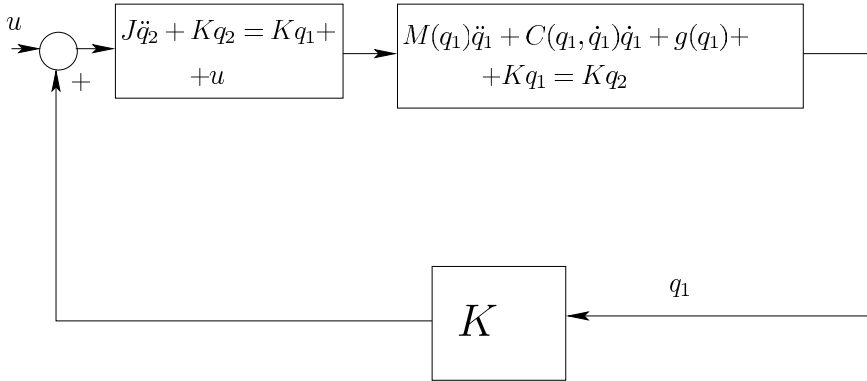 u
+
Jq̈₂ + Kq₂ = Kq₁+
+u
M(q₁)q̈₁ + C(q₁, q̇₁)q̇₁ + g(q₁)+
+Kq₁ = Kq₂
K
q₁